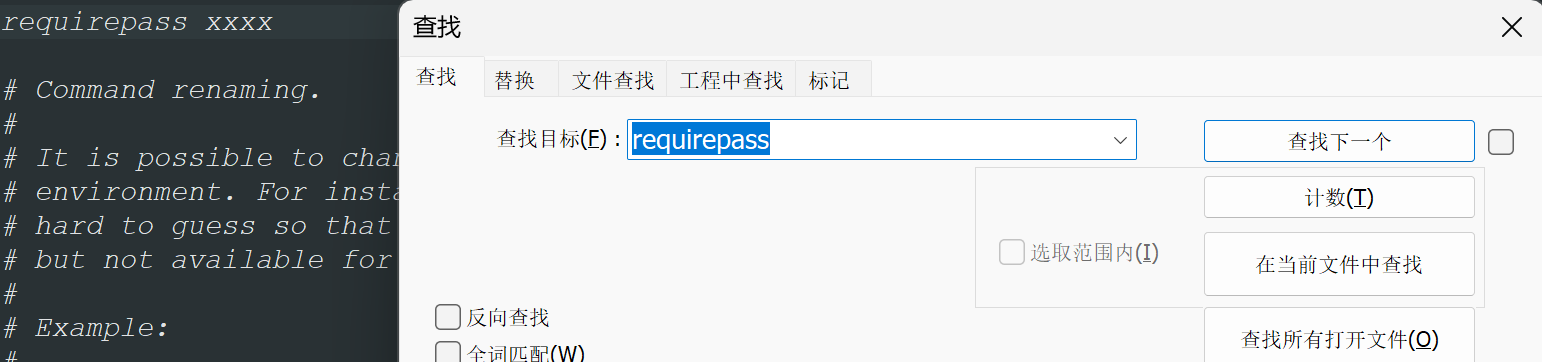 requirepass xxxx
# Command renaming.
#
# It is possible to
# environment. For
# hard to guess so that
# but not available for
#
# Example:
#
查找
查找
替换
文件查找
工程中查找
标记
查找目标(F) :
requirepass
查找下一个
计数(T)
选取范围内(I)
在当前文件中查找
反向查找
查找所有打开文件(O)
全词匹配(W)